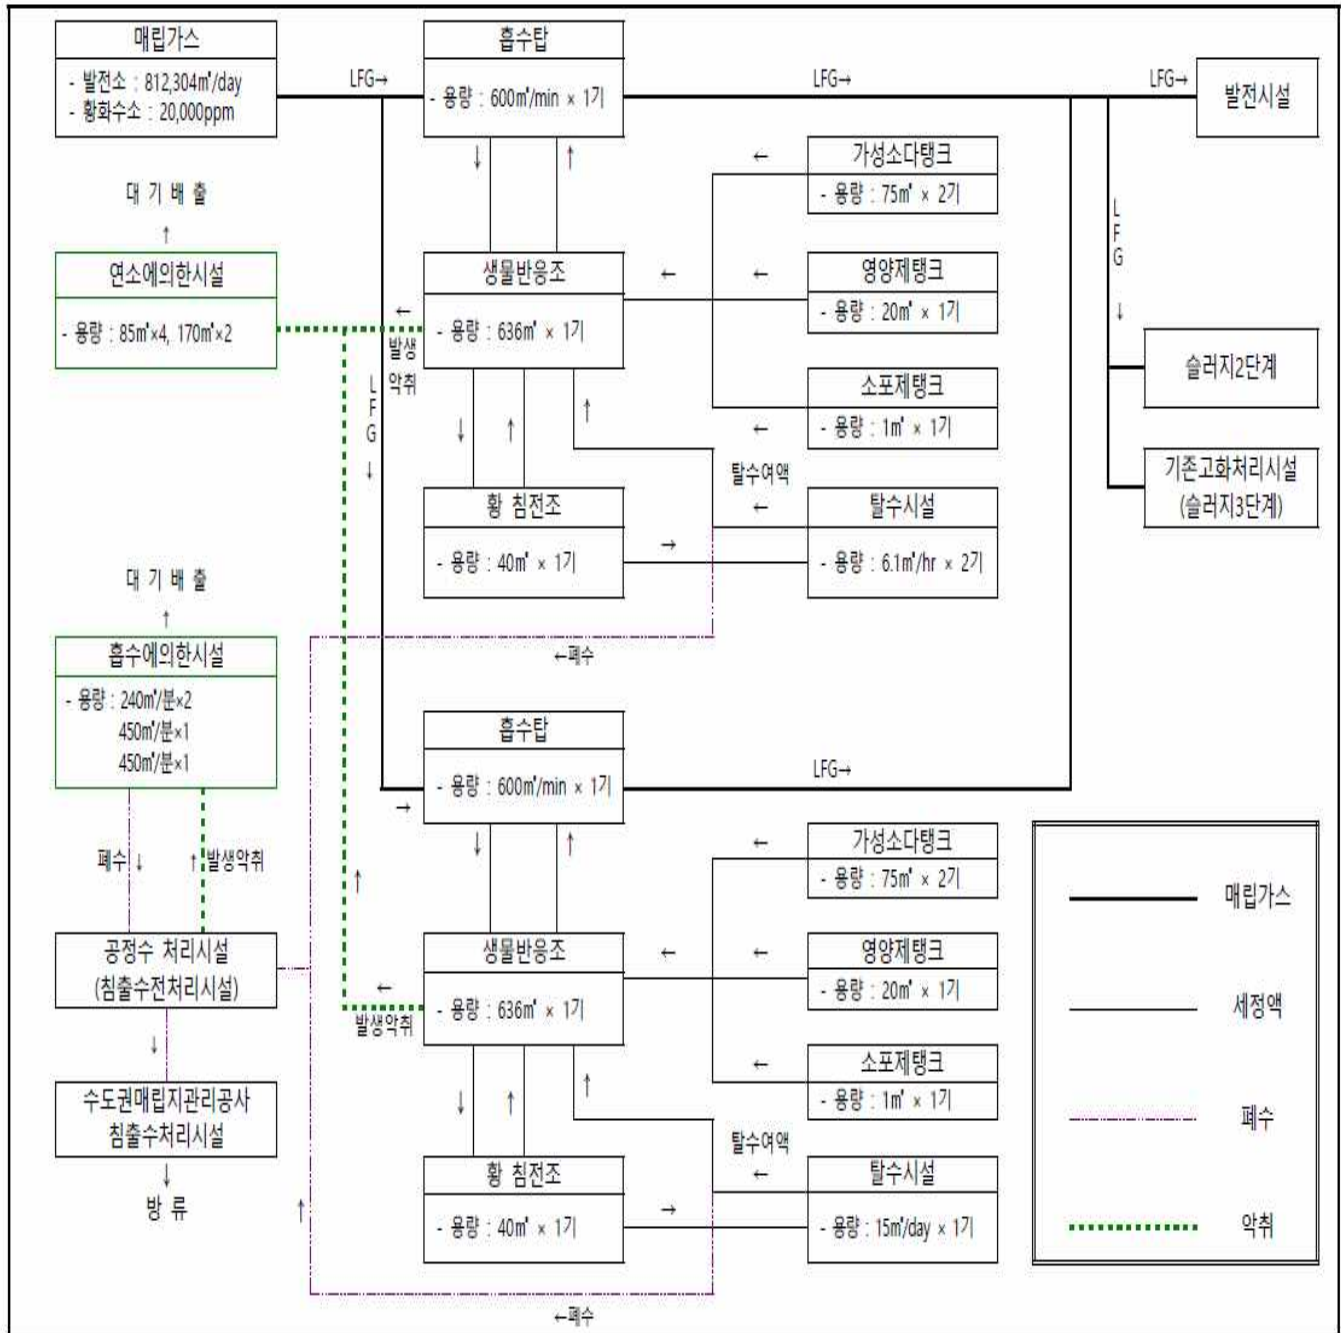 매립가스
- 발전소 : 812,304㎥/day
- 황화수소 : 20,000ppm
LFG→
흡수탑
- 용량 : 600㎥/min × 1기
LFG→
LFG→
발전시설
↓
↑
←
가성소다탱크
- 용량 : 75㎥ × 2기
대 기 배 출
↑
연소에의한시설
- 용량 : 85㎥×4, 170㎥×2
←
발생
악취
생물반응조
- 용량 : 636㎥ × 1기
←
←
영양제탱크
- 용량 : 20㎥ × 1기
LFG
↓
LFG
↓
슬러지2단계
소포제탱크
- 용량 : 1㎥ × 1기
←
↓
↑
↑
탈수여액
←
기존고화처리시설
(슬러지3단계)
황 침전조
- 용량 : 40㎥ × 1기
→
탈수시설
- 용량 : 6.1㎥/hr × 2기
대 기 배 출
↑
←폐수
흡수에의한시설
- 용량 : 240㎥/분×2
450㎥/분×1
450㎥/분×1
흡수탑
- 용량 : 600㎥/min × 1기
→
LFG→
폐수 ↓
↑ 발생악취
↑
↓
↑
←
가성소다탱크
- 용량 : 75㎥ × 2기
매립가스
공정수 처리시설
(침출수전처리시설)
←
발생악취
생물반응조
- 용량 : 636㎥ × 1기
←
←
영양제탱크
- 용량 : 20㎥ × 1기
세정액
↓
수도권매립지관리공사
침출수처리시설
↓
↑
↑
←
소포제탱크
- 용량 : 1㎥ × 1기
폐수
↓
방 류
↑
탈수여액
←
황 침전조
- 용량 : 40㎥ × 1기
→
탈수시설
- 용량 : 15㎥/day × 1기
악취
←폐수